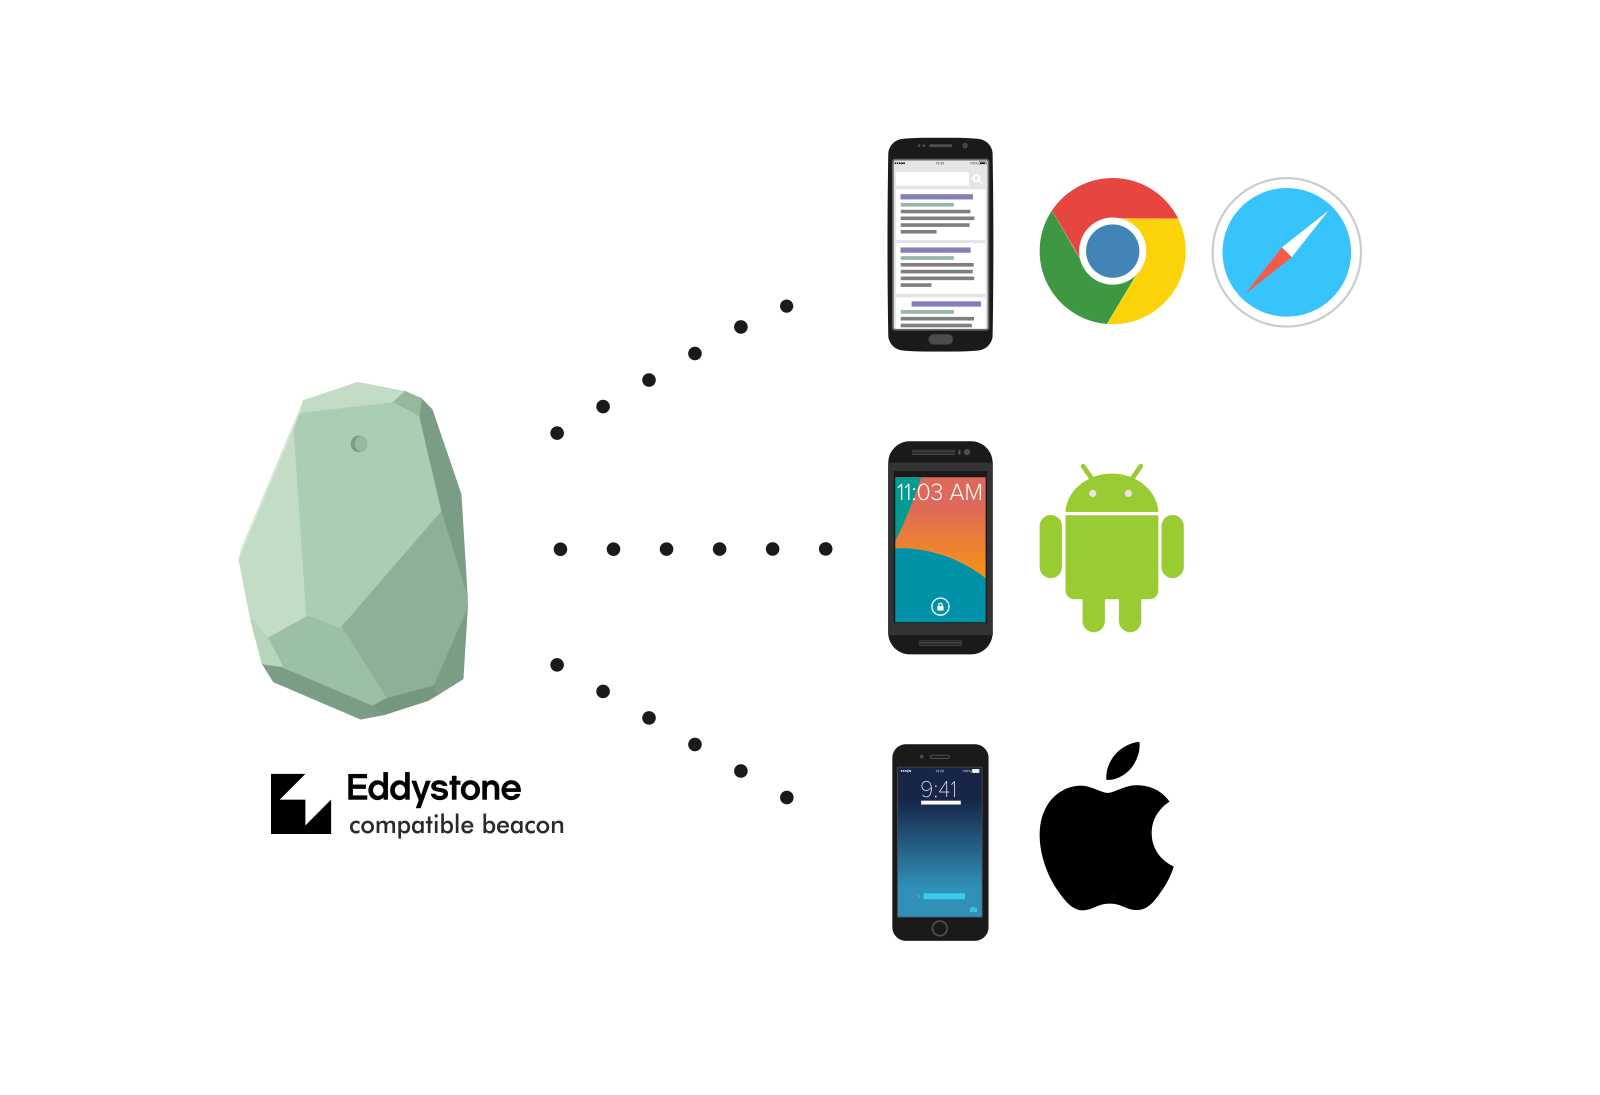 11:03 AM
9:41
Eddystone
compatible beacon